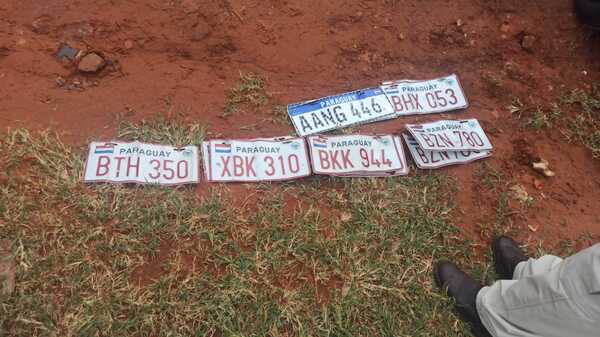 PARAGUAY
AANG 446
PARAGUAY
BHX 053
PARAGUAY
BTH 350
PARAGUAY
XBK 310
PARAGUAY
BKK 944
PARAGUAY
BZN 780